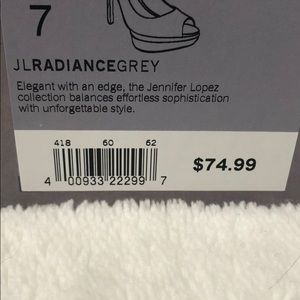 7
JLRADIANCEGREY
Elegant with an edge, the Jennifer Lopez
collection balances effortless sophistication
with unforgettable style.
418 60 62
$74.99
4 00933 22299 7